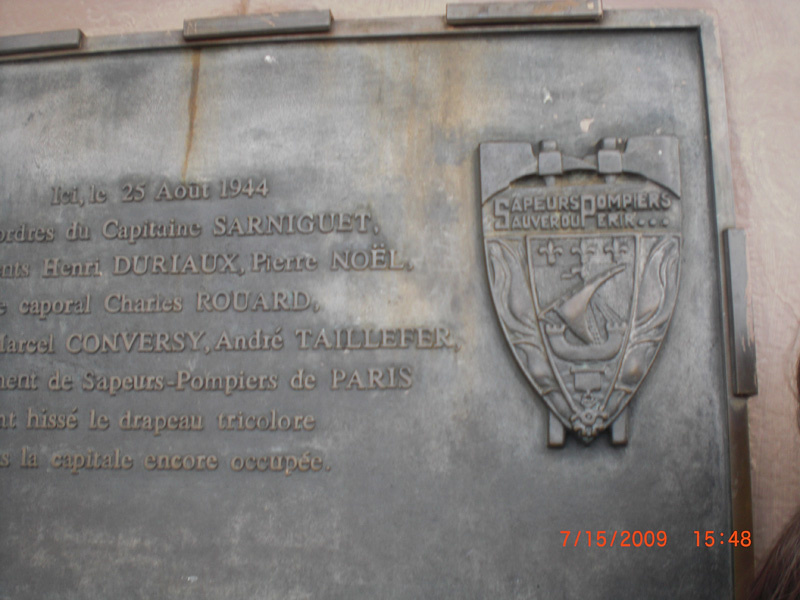 Ici, le 25 Août 1944
ordres du Capitaine SARNIGUET,
ents Henri DURIAUX, Pierre NOËL,
e caporal Charles ROUARD,
Marcel CONVERSY, André TAILLEFER,
ment de Sapeurs-Pompiers de PARIS
nt hissé le drapeau tricolore
s la capitale encore occupée.
SAPEURS POMPIERS
SAUVER OU PERIR...
7/15/2009 15:48